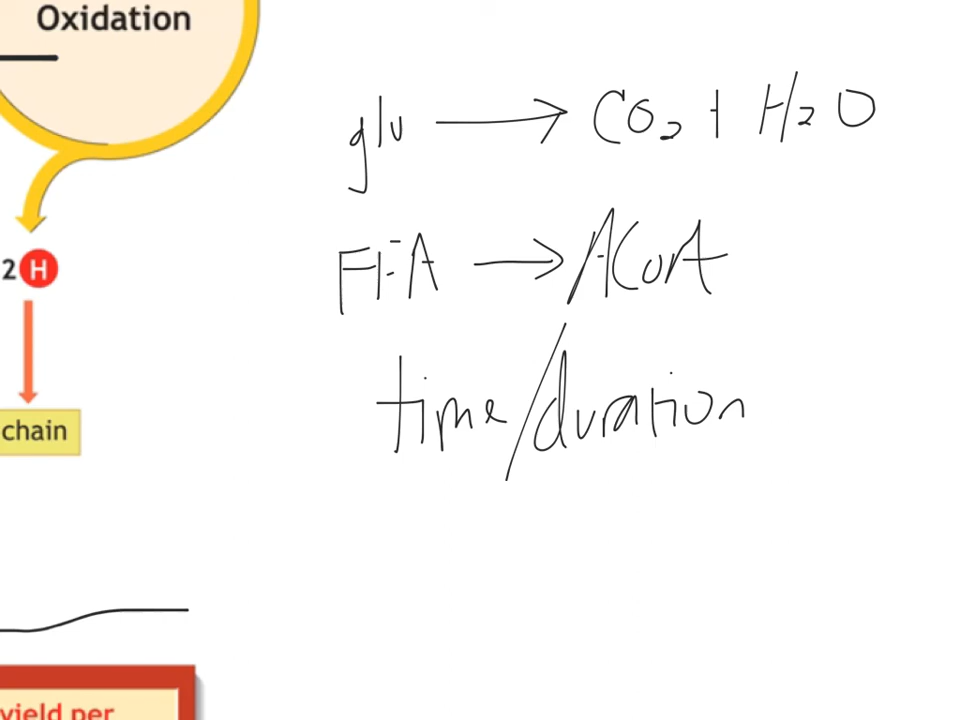 Oxidation
glu → CO₂ + H₂O
FFA → ACoA
2 H
time/duration
chain
yield per